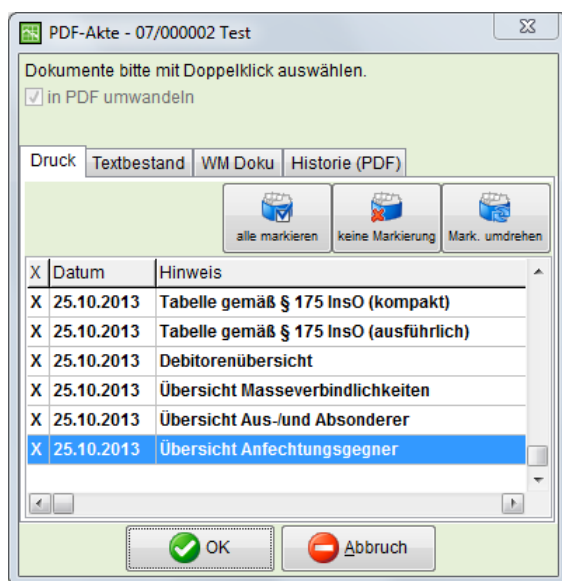 PDF-Akte - 07/000002 Test
Dokumente bitte mit Doppelklick auswählen.
in PDF umwandeln
Druck Textbestand WM Doku Historie (PDF)
alle markieren keine Markierung Mark. umdrehen
X Datum Hinweis
X 25.10.2013 Tabelle gemäß § 175 InsO (kompakt)
X 25.10.2013 Tabelle gemäß § 175 InsO (ausführlich)
X 25.10.2013 Debitorenübersicht
X 25.10.2013 Übersicht Masseverbindlichkeiten
X 25.10.2013 Übersicht Aus-/und Absonderer
X 25.10.2013 Übersicht Anfechtungsgegner
OK Abbruch